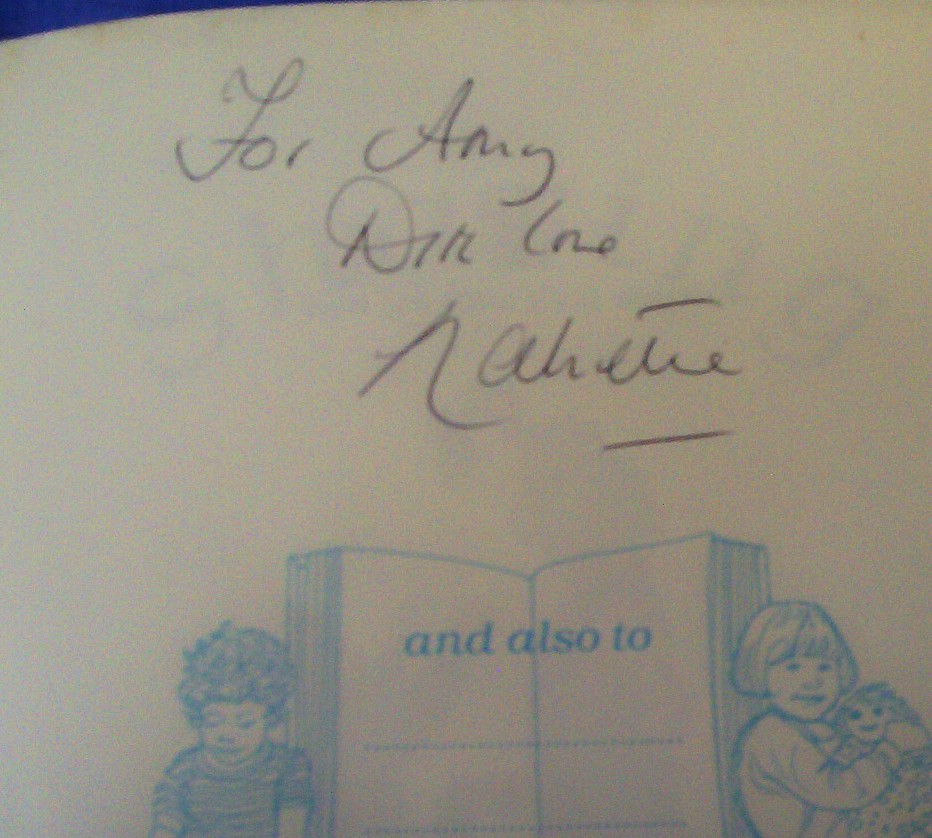 For Amy
with love
and also to